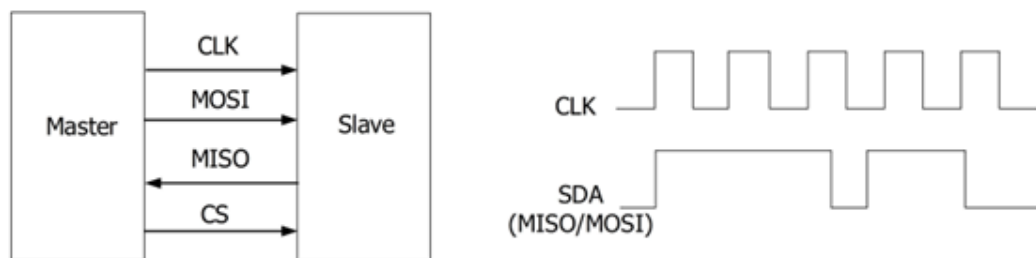 Master
CLK
MOSI
MISO
CS
Slave
CLK
SDA
(MISO/MOSI)